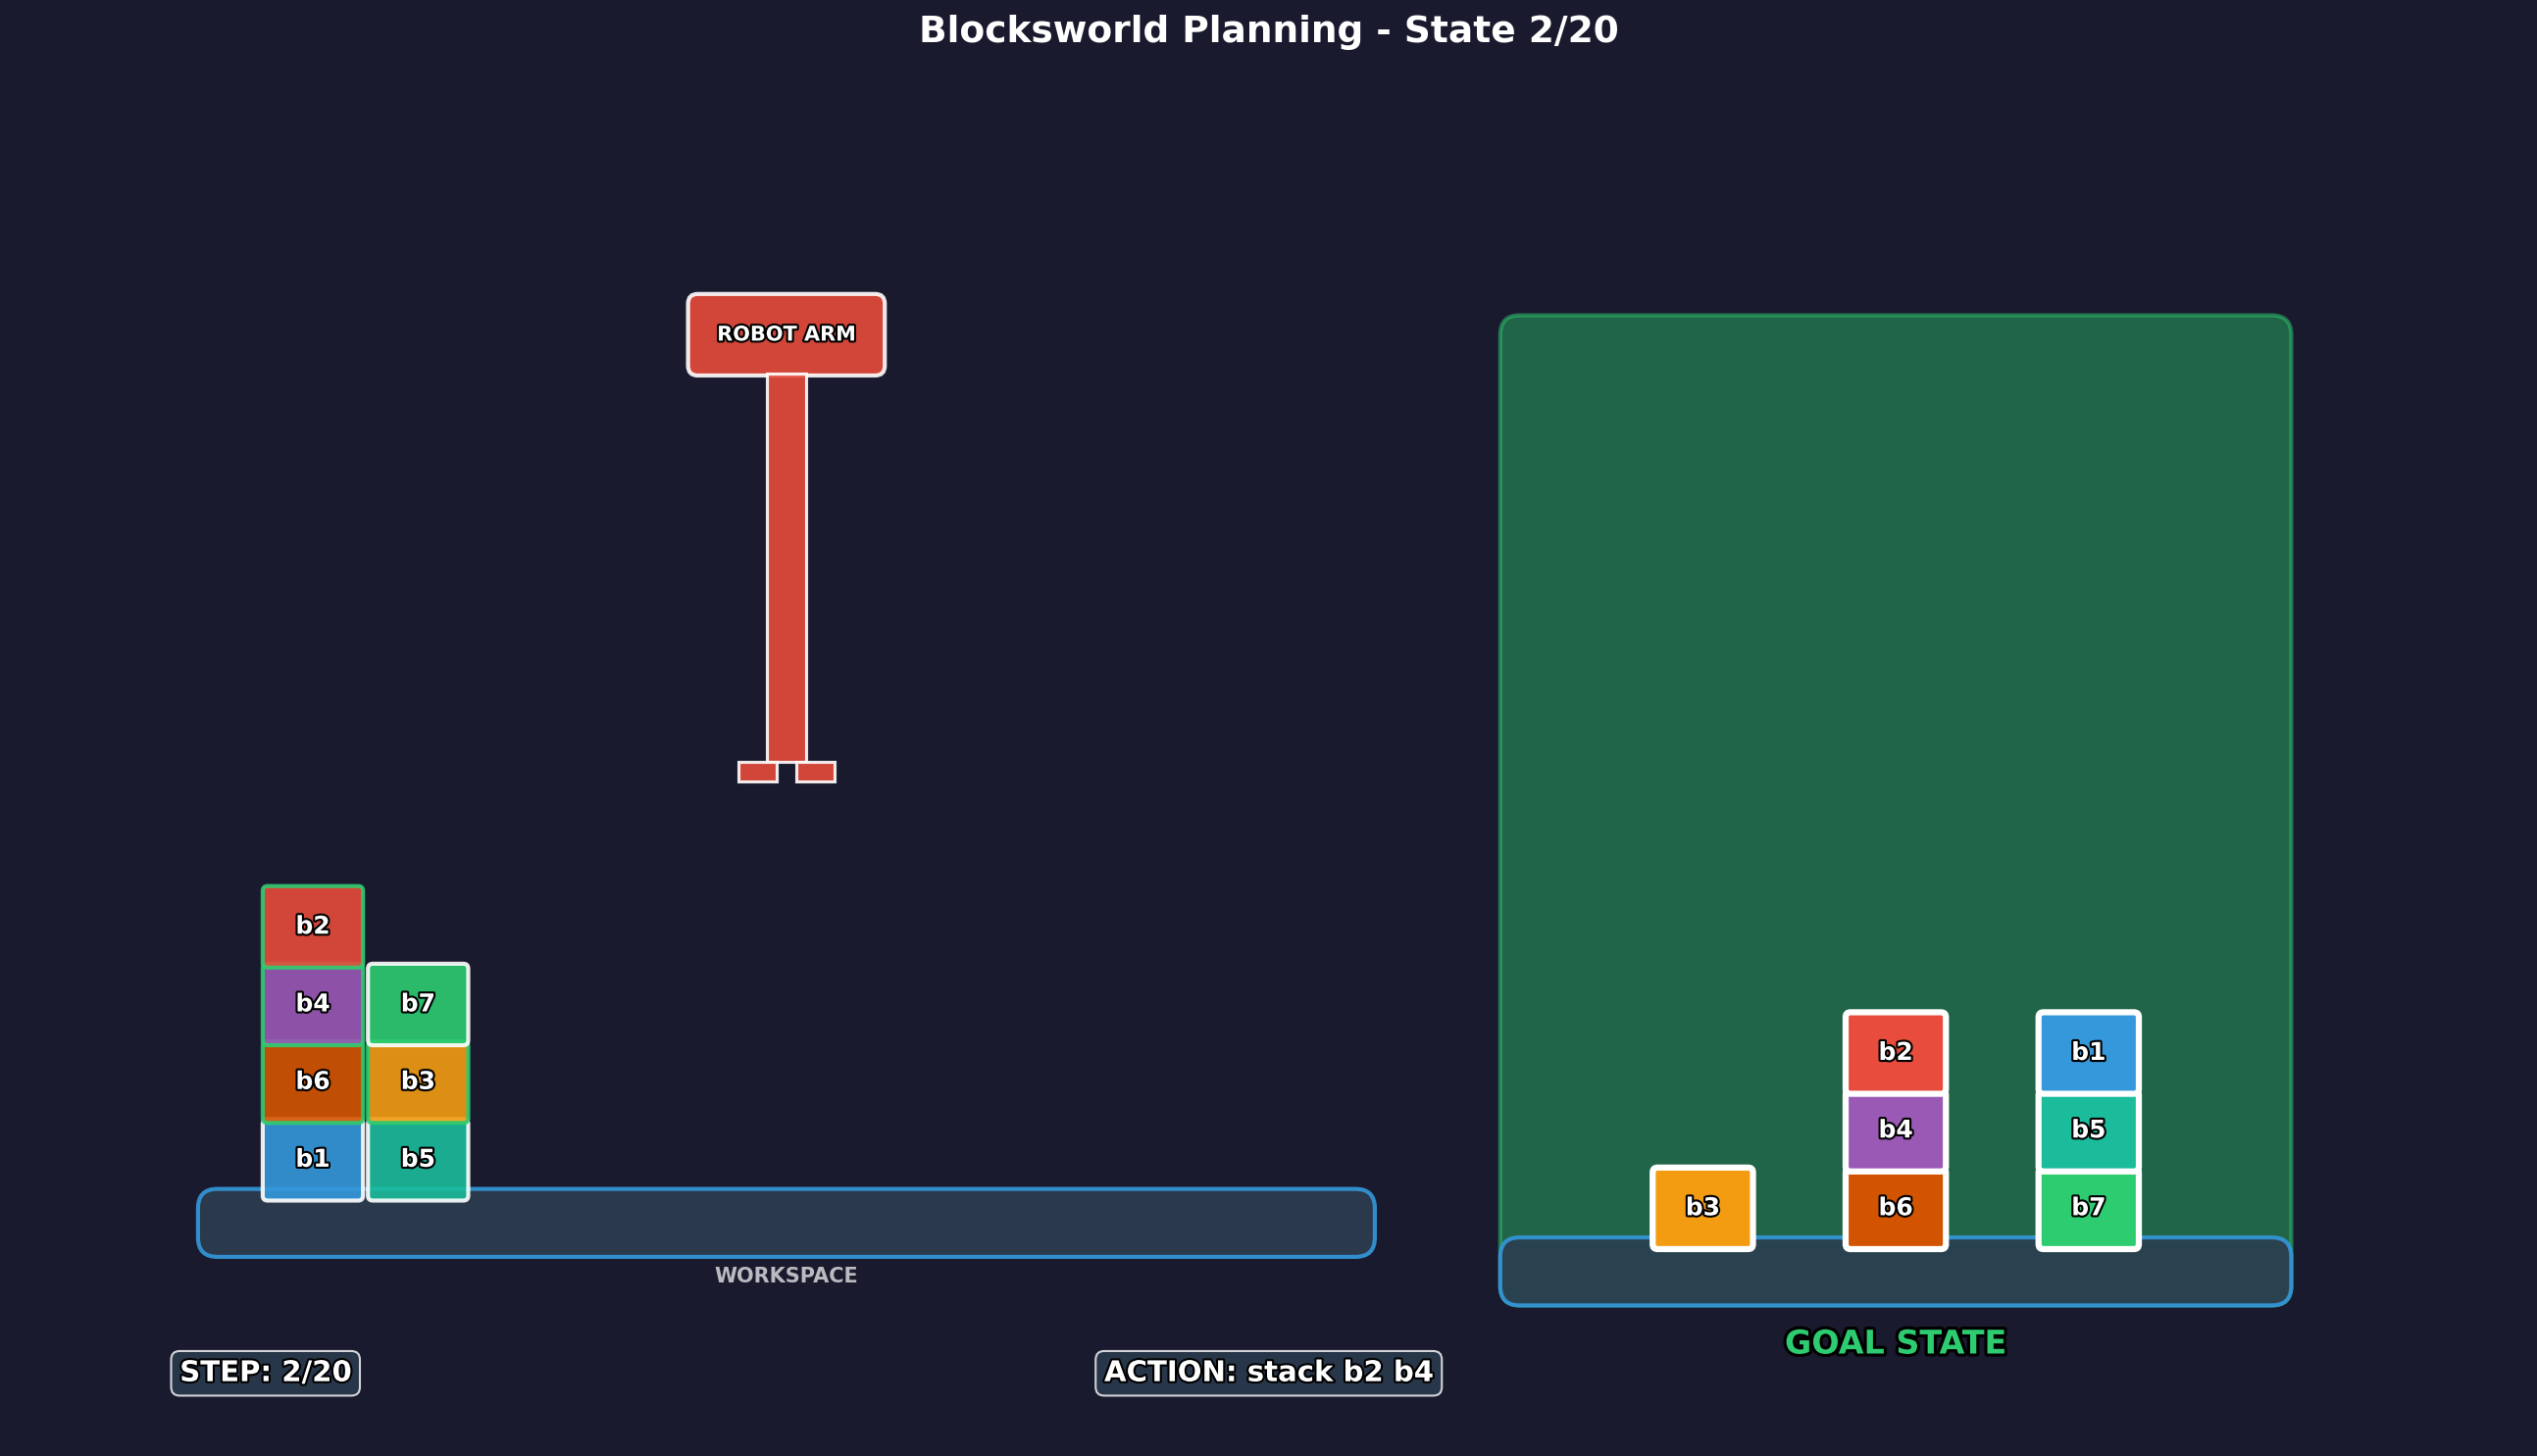 Blocksworld Planning - State 2/20
ROBOT ARM
b2
b4
b7
b6
b3
b1
b5
WORKSPACE
b2
b1
b4
b5
b3
b6
b7
GOAL STATE
STEP: 2/20
ACTION: stack b2 b4